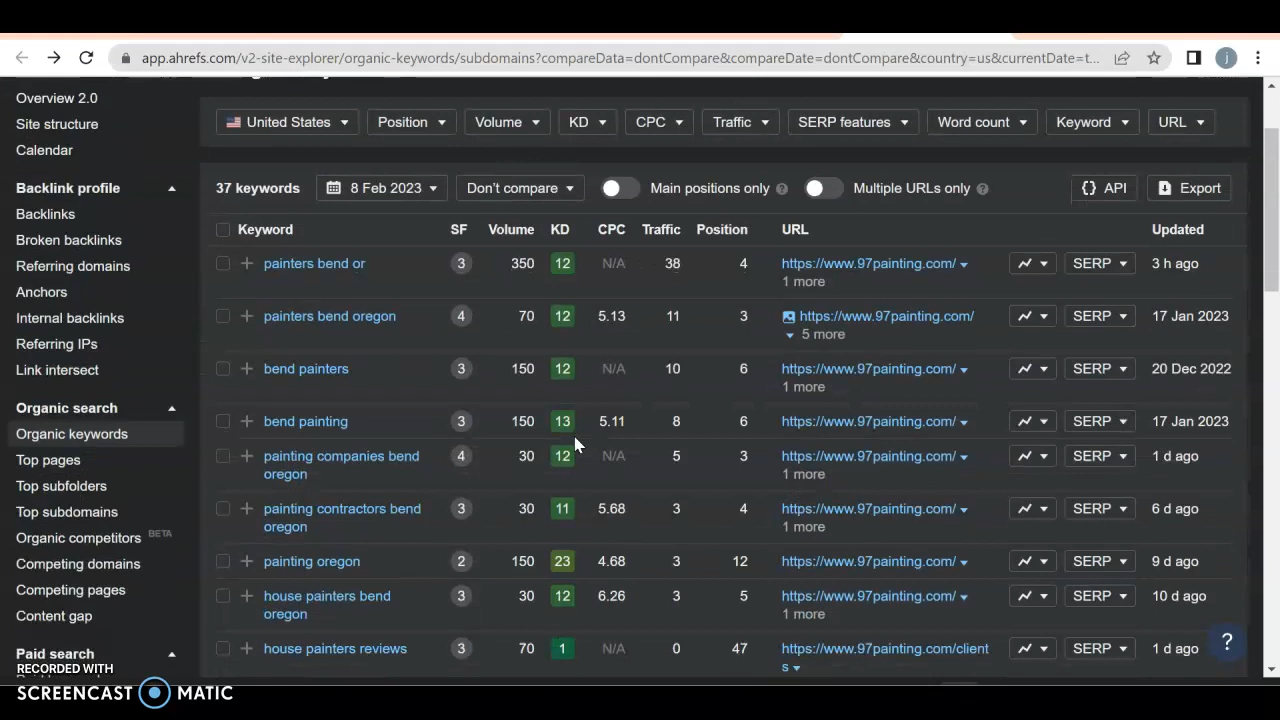 app.ahrefs.com/v2-site-explorer/organic-keywords/subdomains?compareData=dontCompare&compareDate=dontCompare&country=us&currentDate=t...
j
Overview 2.0
Site structure
Calendar
Backlink profile
Backlinks
Broken backlinks
Referring domains
Anchors
Internal backlinks
Referring IPs
Link intersect
Organic search
Organic keywords
Top pages
Top subfolders
Top subdomains
Organic competitors BETA
Competing domains
Competing pages
Content gap
Paid search
United States Position Volume KD CPC Traffic SERP features Word count Keyword URL
37 keywords 8 Feb 2023 Don't compare Main positions only ? Multiple URLs only ? {} API Export
Keyword SF Volume KD CPC Traffic Position URL Updated
+ painters bend or 3 350 12 N/A 38 4 https://www.97painting.com/ SERP 3 h ago
1 more
+ painters bend oregon 4 70 12 5.13 11 3 https://www.97painting.com/ SERP 17 Jan 2023
5 more
+ bend painters 3 150 12 N/A 10 6 https://www.97painting.com/ SERP 20 Dec 2022
1 more
+ bend painting 3 150 13 5.11 8 6 https://www.97painting.com/ SERP 17 Jan 2023
+ painting companies bend 4 30 12 N/A 5 3 https://www.97painting.com/ SERP 1 d ago
oregon 1 more
+ painting contractors bend 3 30 11 5.68 3 4 https://www.97painting.com/ SERP 6 d ago
oregon 1 more
+ painting oregon 2 150 23 4.68 3 12 https://www.97painting.com/ SERP 9 d ago
+ house painters bend 3 30 12 6.26 3 5 https://www.97painting.com/ SERP 10 d ago
oregon 1 more
+ house painters reviews 3 70 1 N/A 0 47 https://www.97painting.com/client SERP 1 d ago
s
?
RECORDED WITH
SCREENCAST MATIC